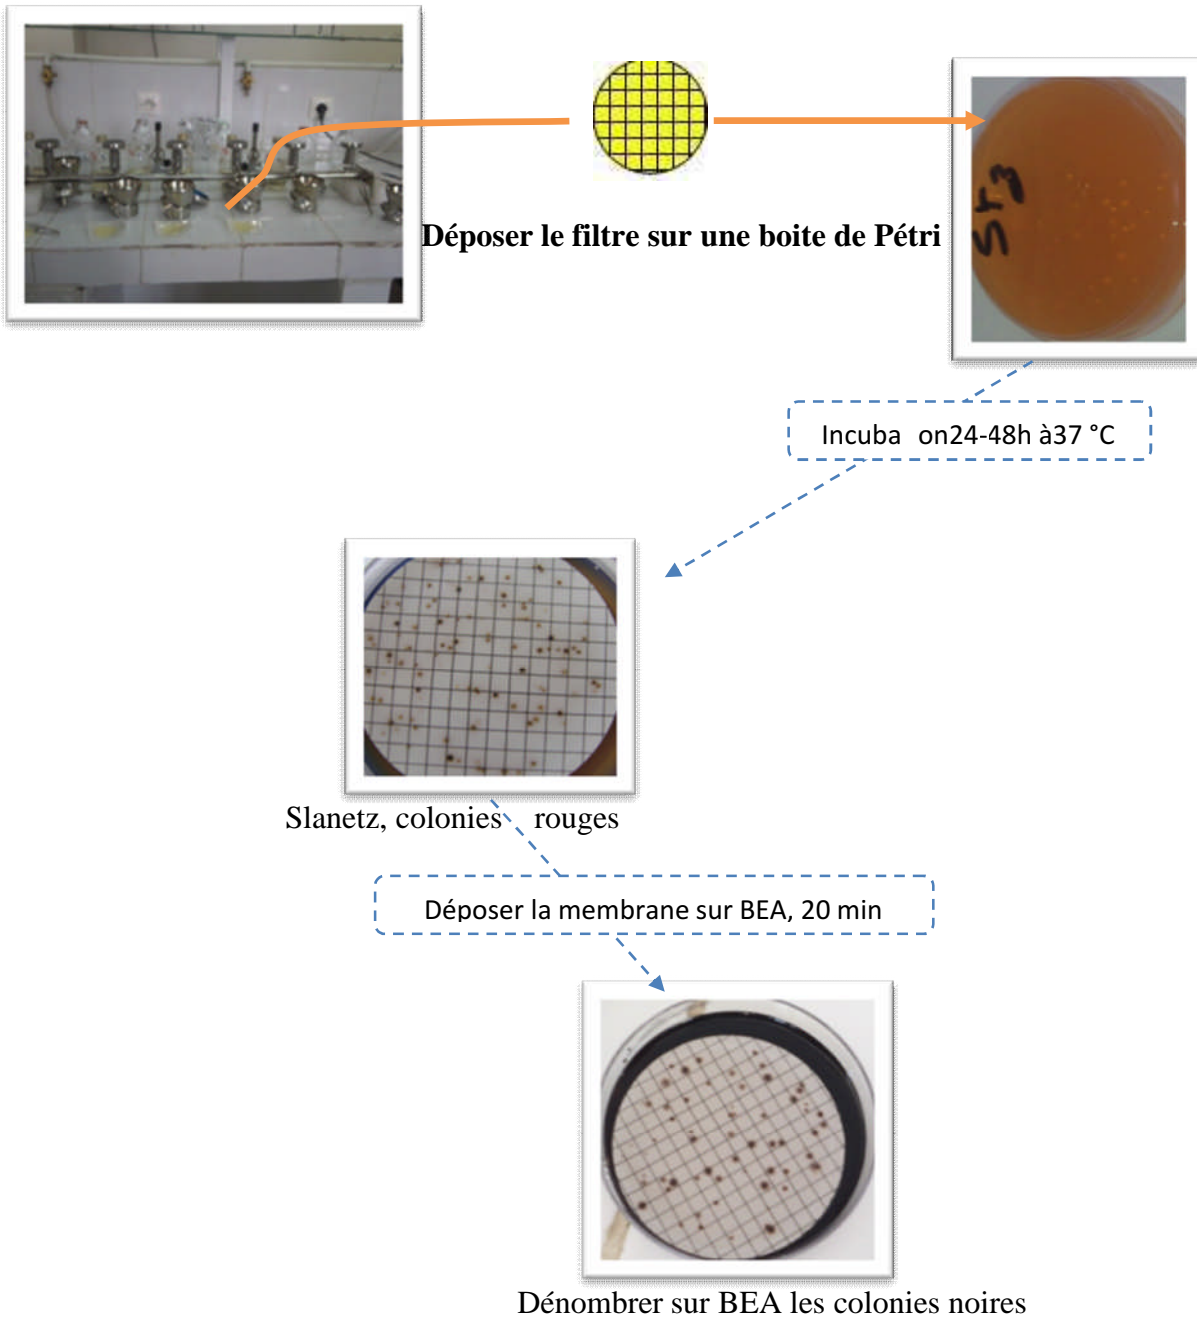 Déposer le filtre sur une boite de Pétri
Str3
Incuba on24-48h à37 °C
Slanetz, colonies rouges
Déposer la membrane sur BEA, 20 min
Dénombrer sur BEA les colonies noires